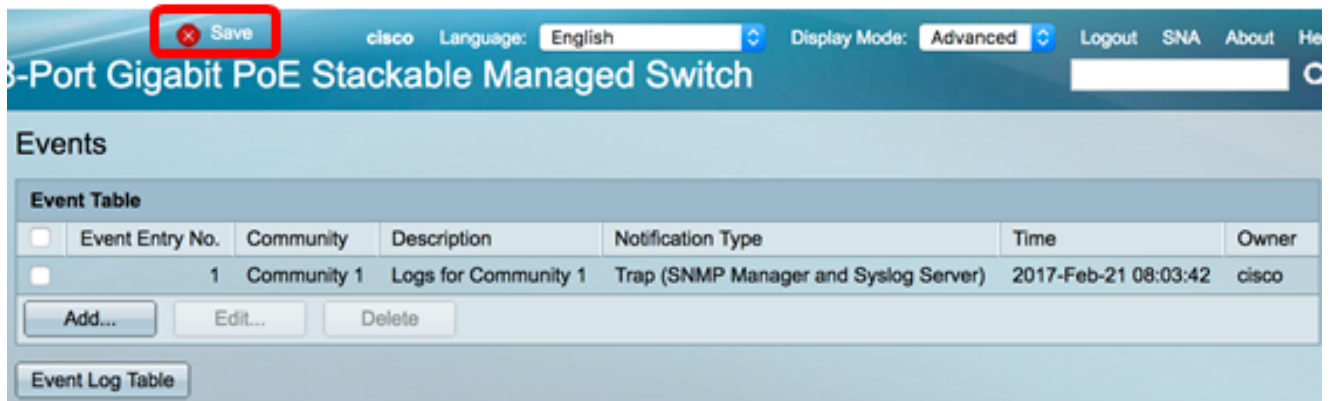 Save cisco Language: English Display Mode: Advanced Logout SNA About
-Port Gigabit PoE Stackable Managed Switch
Events
Event Table
Event Entry No. Community Description Notification Type Time Owner
1 Community 1 Logs for Community 1 Trap (SNMP Manager and Syslog Server) 2017-Feb-21 08:03:42 cisco
Add... Edit... Delete
Event Log Table